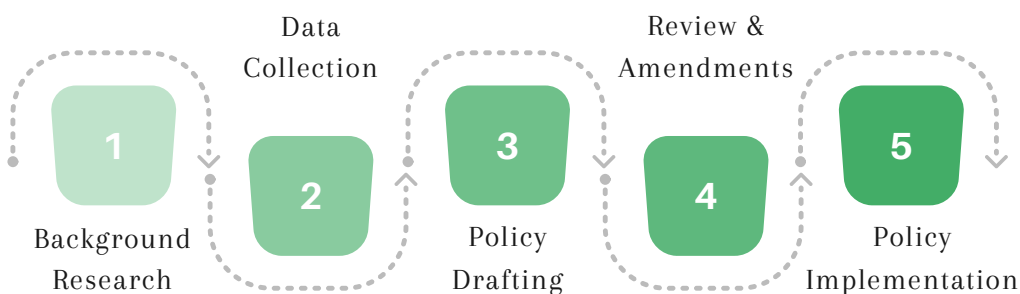 1
Background
Research
Data
Collection
2
3
Policy
Drafting
Review &
Amendments
4
5
Policy
Implementation